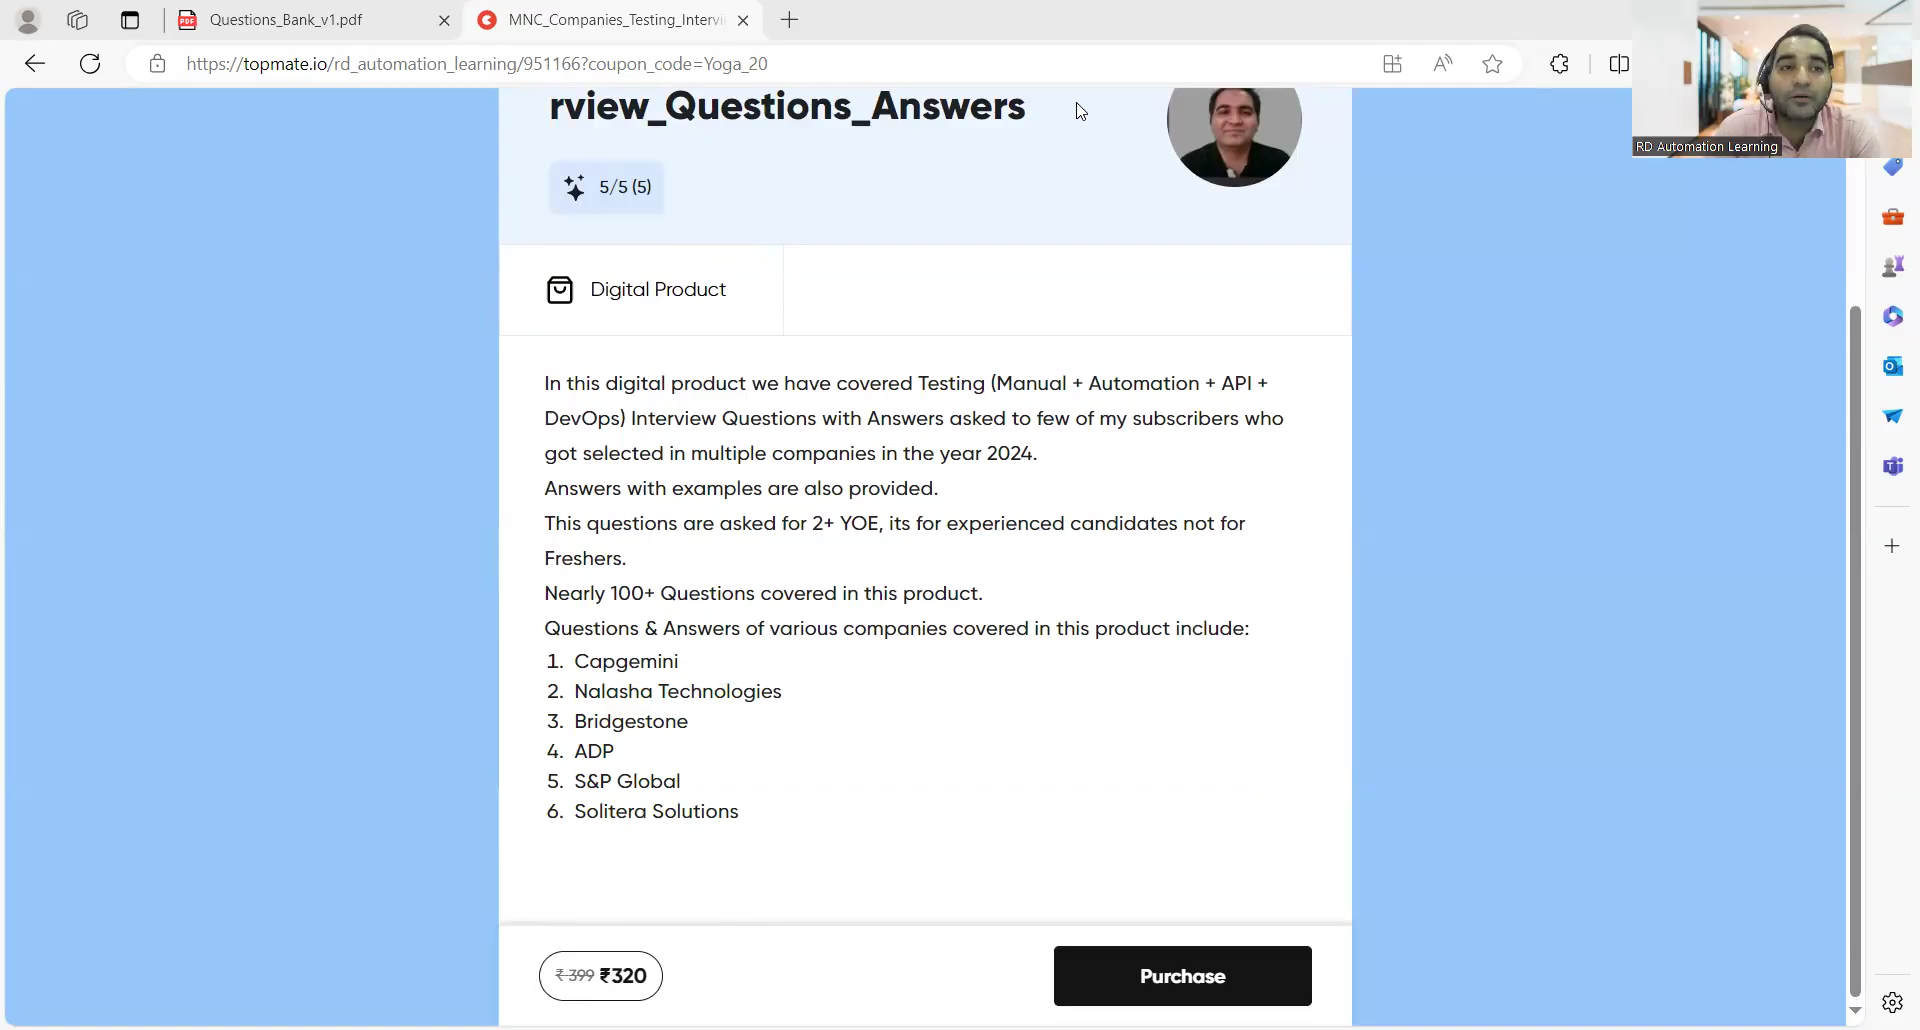 Questions_Bank_v1.pdf
MNC_Companies_Testing_Intervi
https://topmate.io/rd_automation_learning/951166?coupon_code=Yoga_20
RD Automation Learning
rview_Questions_Answers
5/5 (5)
Digital Product
In this digital product we have covered Testing (Manual + Automation + API +
DevOps) Interview Questions with Answers asked to few of my subscribers who
got selected in multiple companies in the year 2024.
Answers with examples are also provided.
This questions are asked for 2+ YOE, its for experienced candidates not for
Freshers.
Nearly 100+ Questions covered in this product.
Questions & Answers of various companies covered in this product include:
1. Capgemini
2. Nalasha Technologies
3. Bridgestone
4. ADP
5. S&P Global
6. Solitera Solutions
₹399 ₹320
Purchase